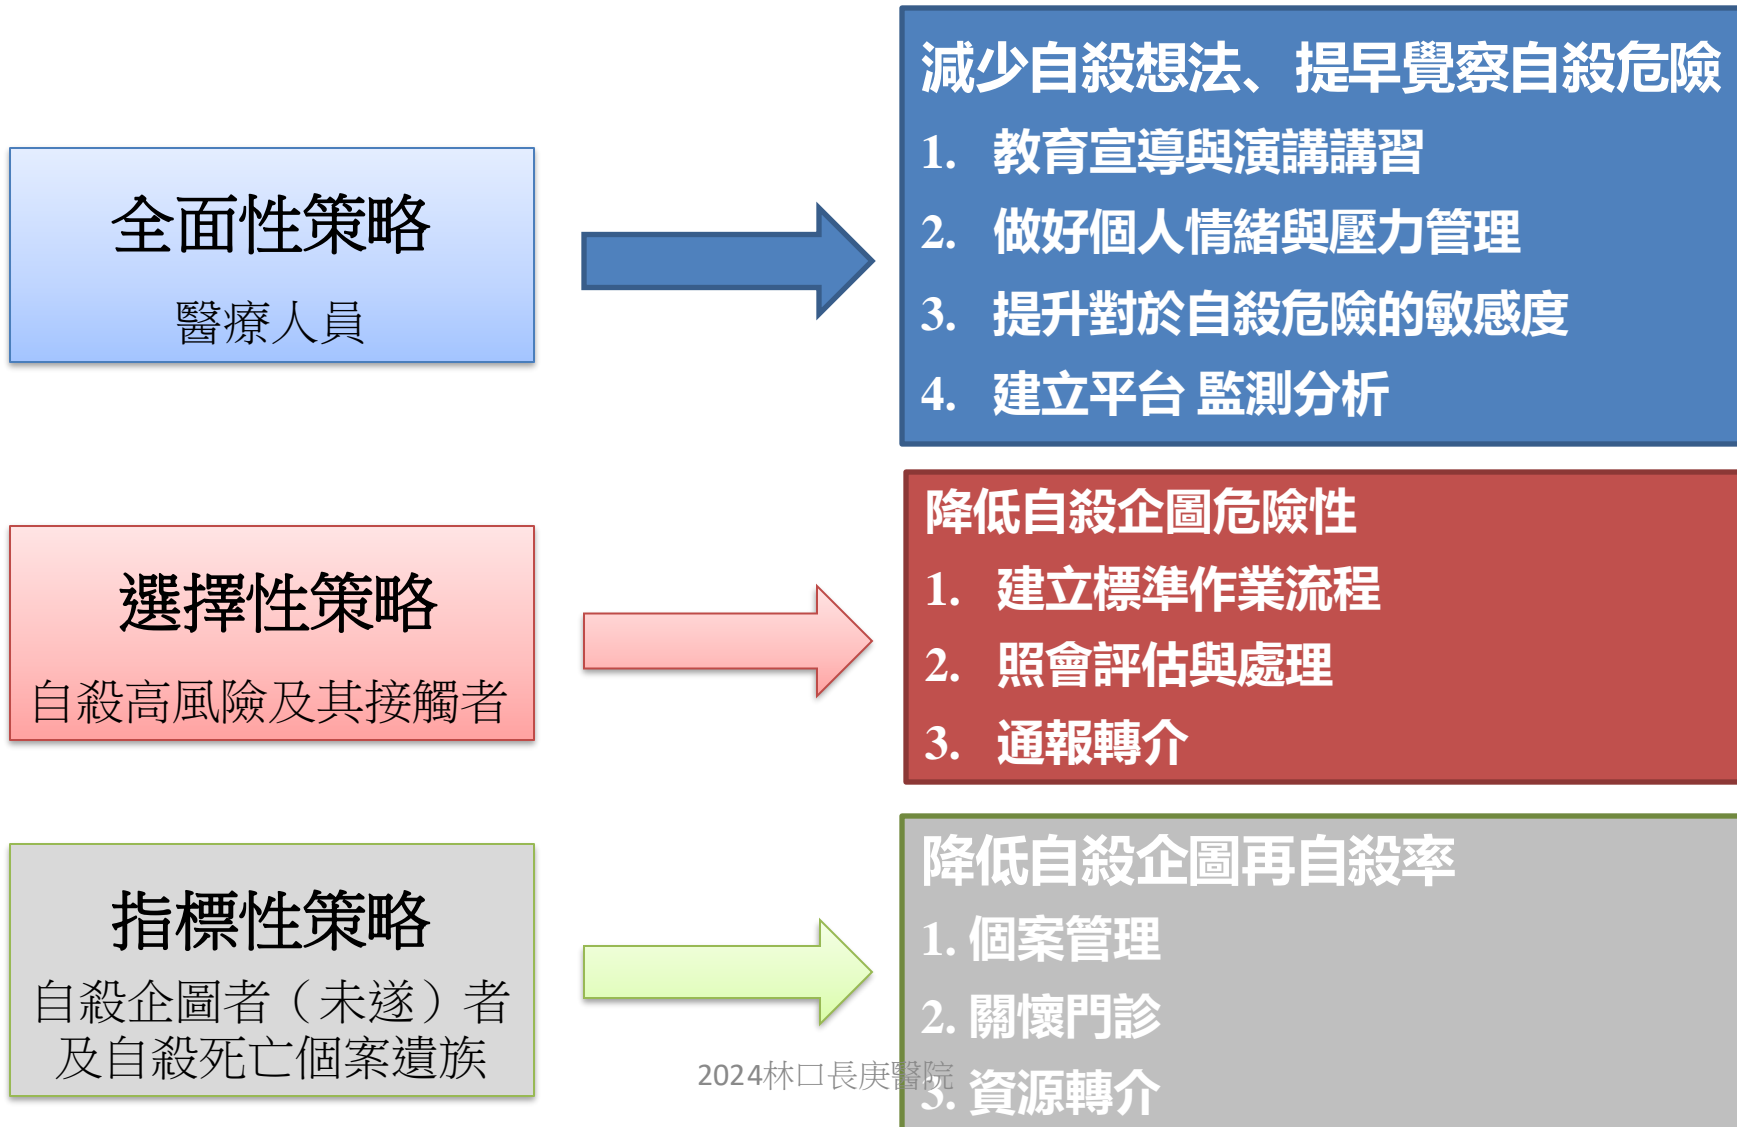 全面性策略
醫療人員
減少自殺想法、提早覺察自殺危險
1. 教育宣導與演講講習
2. 做好個人情緒與壓力管理
3. 提升對於自殺危險的敏感度
4. 建立平台 監測分析
選擇性策略
自殺高風險及其接觸者
降低自殺企圖危險性
1. 建立標準作業流程
2. 照會評估與處理
3. 通報轉介
指標性策略
自殺企圖者（未遂）者
及自殺死亡個案遺族
降低自殺企圖再自殺率
1. 個案管理
2. 關懷門診
3. 資源轉介
2024林口長庚醫院